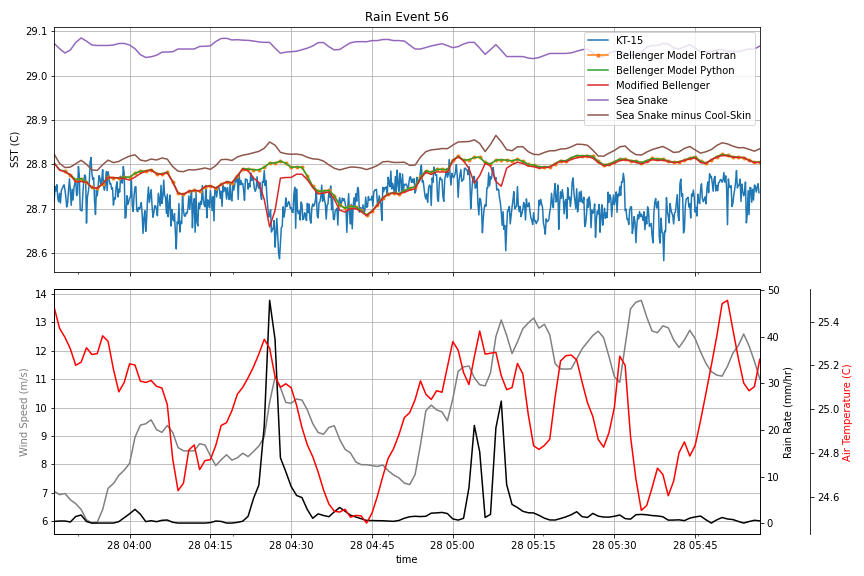 Rain Event 56
29.1
29.0
28.9
28.8
28.7
28.6
SST (C)
KT-15
Bellenger Model Fortran
Bellenger Model Python
Modified Bellenger
Sea Snake
Sea Snake minus Cool-Skin
14
13
12
11
10
9
8
7
6
Wind Speed (m/s)
50
40
30
20
10
0
Rain Rate (mm/hr)
25.4
25.2
25.0
24.8
24.6
Air Temperature (C)
28 04:00
28 04:15
28 04:30
28 04:45
28 05:00
28 05:15
28 05:30
28 05:45
time